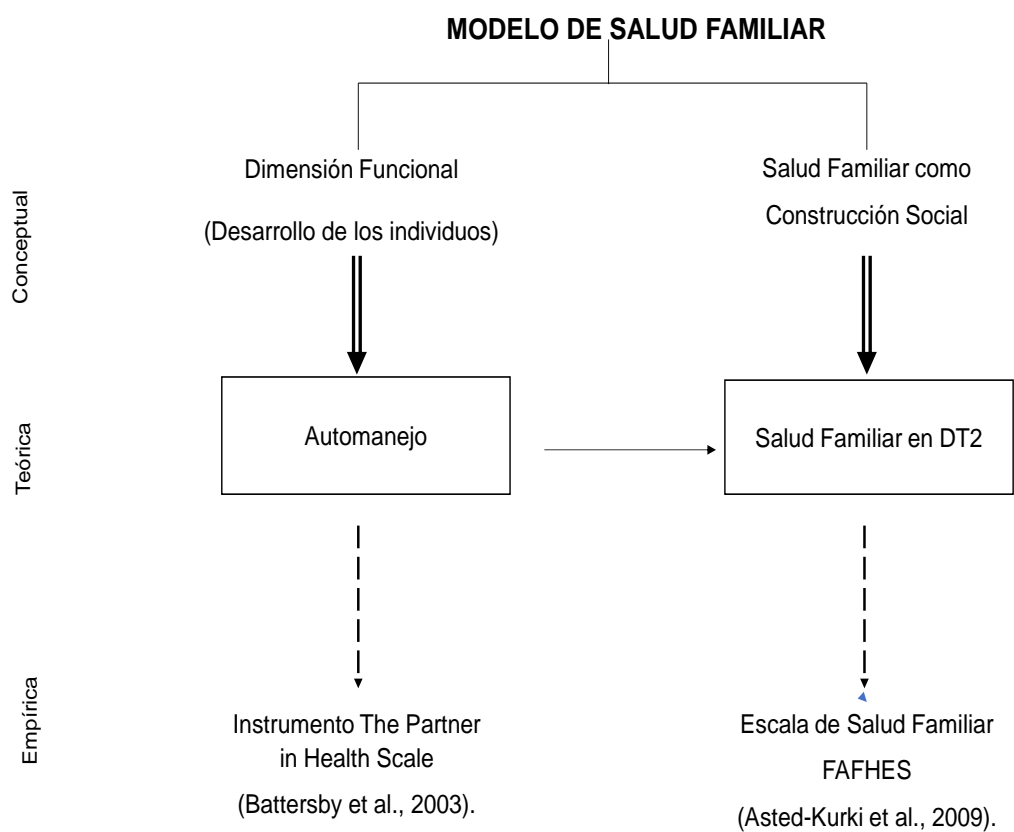 MODELO DE SALUD FAMILIAR
Conceptual
Dimensión Funcional
(Desarrollo de los individuos)
Salud Familiar como
Construcción Social
Teórica
Automanejo
Salud Familiar en DT2
Empírica
Instrumento The Partner
in Health Scale
(Battersby et al., 2003).
Escala de Salud Familiar
FAFHES
(Asted-Kurki et al., 2009).